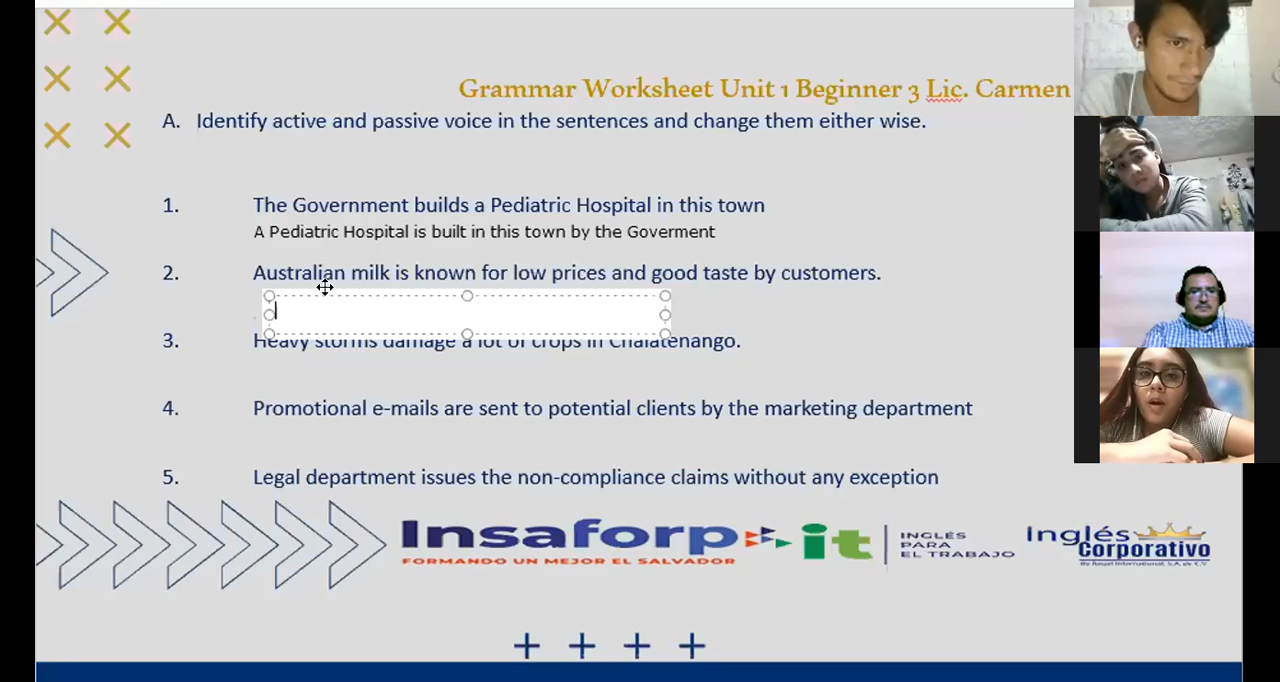 Grammar Worksheet Unit 1 Beginner 3 Lic. Carmen
A. Identify active and passive voice in the sentences and change them either wise.
1. The Government builds a Pediatric Hospital in this town
A Pediatric Hospital is built in this town by the Goverment
2. Australian milk is known for low prices and good taste by customers.
3. Heavy storms damage a lot of crops in Chalatenango.
4. Promotional e-mails are sent to potential clients by the marketing department
5. Legal department issues the non-compliance claims without any exception
Insaforp
FORMANDO UN MEJOR EL SALVADOR
it
INGLÉS
PARA
EL TRABAJO
Inglés
Corporativo